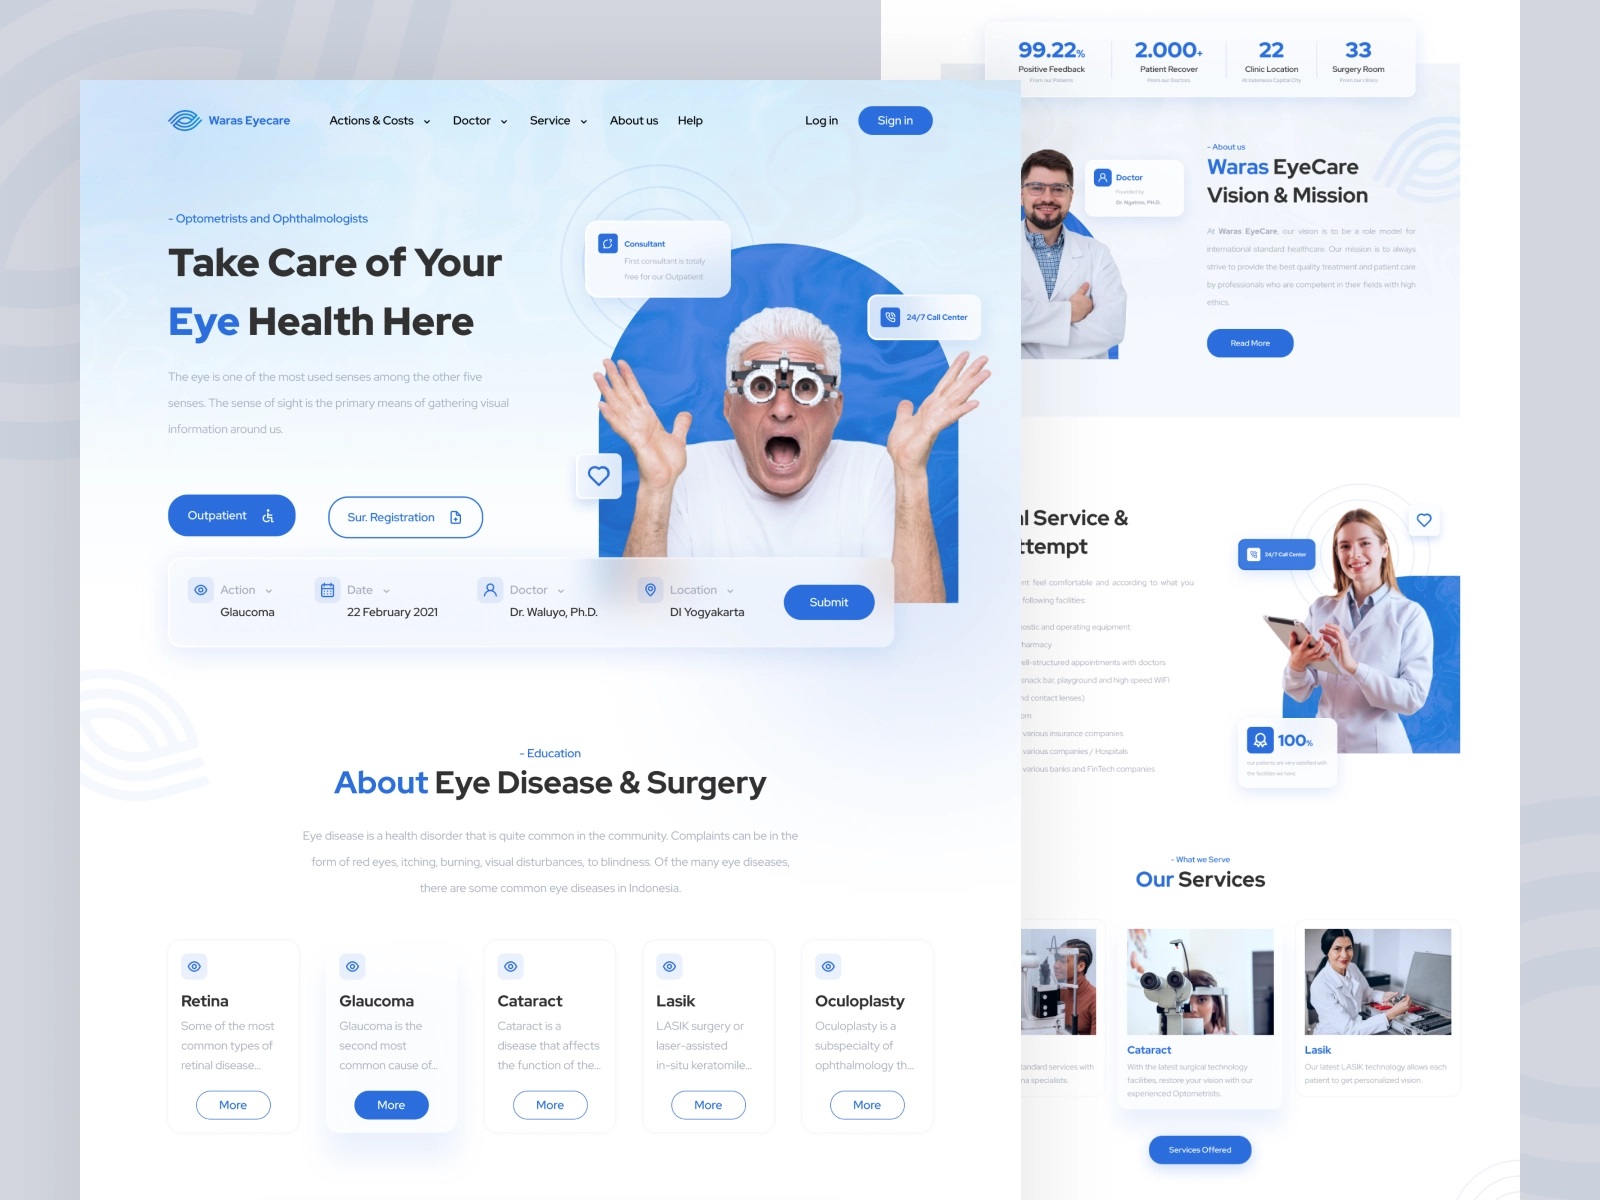 Waras Eyecare
Actions & Costs
Doctor
Service
About us
Help
Log in
Sign in
- Optometrists and Ophthalmologists
Take Care of Your
Eye Health Here
The eye is one of the most used senses among the other five
senses. The sense of sight is the primary means of gathering visual
information around us.
Outpatient
Sur. Registration
Consultant
First consultant is totaly
free for our Outpatient
24/7 Call Center
Action
Glaucoma
Date
22 February 2021
Doctor
Dr. Waluyo, Ph.D.
Location
DI Yogyakarta
Submit
- Education
About Eye Disease & Surgery
Eye disease is a health disorder that is quite common in the community. Complaints can be in the
form of red eyes, itching, burning, visual disturbances, to blindness. Of the many eye diseases,
there are some common eye diseases in Indonesia.
Retina
Some of the most
common types of
retinal disease...
More
Glaucoma
Glaucoma is the
second most
common cause of...
More
Cataract
Cataract is a
disease that affects
the function of the...
More
Lasik
LASIK surgery or
laser-assisted
in-situ keratomile...
More
Oculoplasty
Oculoplasty is a
subspecialty of
ophthalmology th...
More
99.22%
Positive Feedback
From our Patients
2.000+
Patient Recover
From our Doctors
22
Clinic Location
At Indonesia Capital City
33
Surgery Room
From our clinics
Doctor
Founded by
Dr. Ngatino, PH.D.
- About us
Waras EyeCare
Vision & Mission
At Waras EyeCare, our vision is to be a role model for
international standard healthcare. Our mission is to always
strive to provide the best quality treatment and patient care
by professionals who are competent in their fields with high
ethics.
Read More
l Service &
ttempt
nt feel comfortable and according to what you
following facilities:
ostic and operating equipment
harmacy
ell-structured appointments with doctors
snack bar, playground and high speed WIFI
nd contact lenses)
om
various insurance companies
various companies / Hospitals
various banks and FinTech companies
24/7 Call Center
100%
our patients are very satisfied with
the facilities we have.
- What we Serve
Our Services
tandard services with
na specialists.
Cataract
With the latest surgical technology
facilities, restore your vision with our
experienced Optometrists.
Lasik
Our latest LASIK technology allows each
patient to get personalized vision.
Services Offered